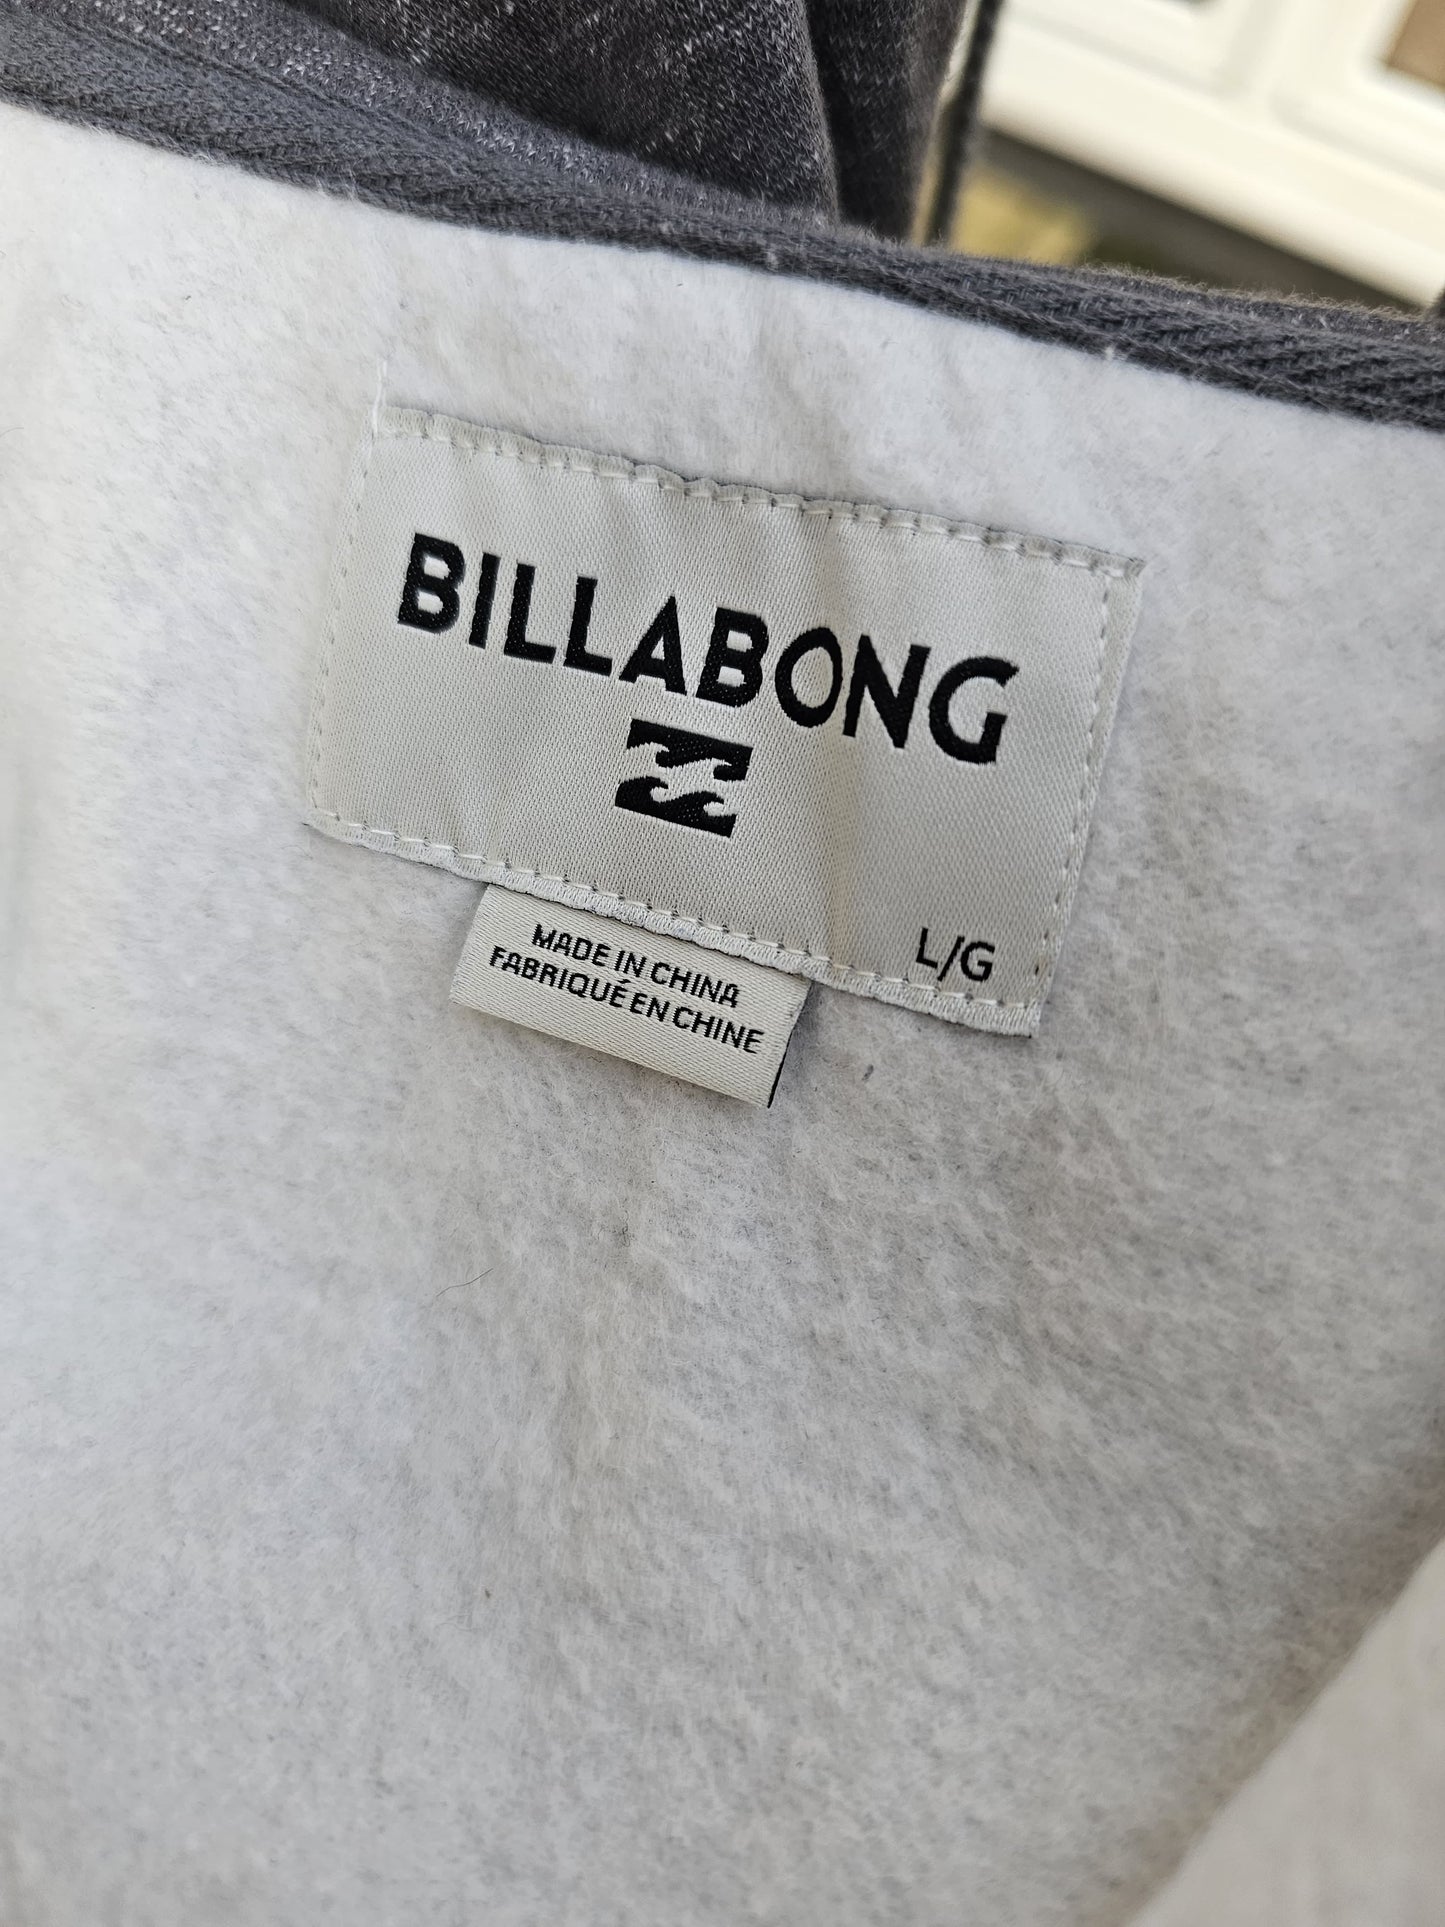 BILLABONG
L/G
MADE IN CHINA
FABRIQUÉ EN CHINE